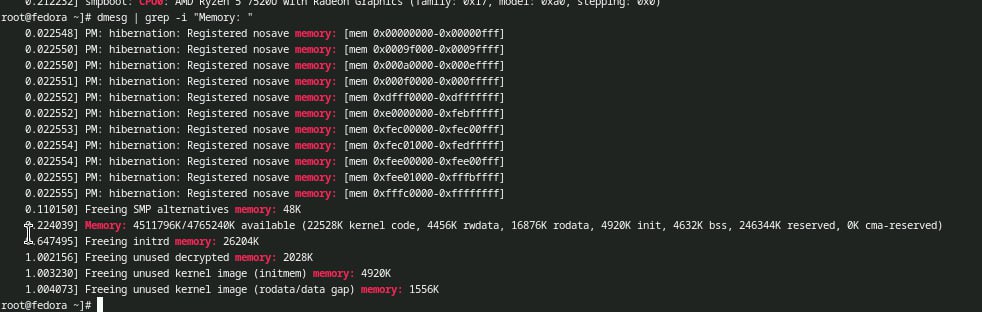 0.212232] smpboot: CPU0: AMD Ryzen 5 7520U with Radeon Graphics (family: 0x17, model: 0xa0, stepping: 0x0)
root@fedora ~]# dmesg | grep -i "Memory: "
0.022548] PM: hibernation: Registered nosave memory: [mem 0x00000000-0x00000fff]
0.022550] PM: hibernation: Registered nosave memory: [mem 0x0009f000-0x0009ffff]
0.022550] PM: hibernation: Registered nosave memory: [mem 0x000a0000-0x000effff]
0.022551] PM: hibernation: Registered nosave memory: [mem 0x000f0000-0x000fffff]
0.022552] PM: hibernation: Registered nosave memory: [mem 0xdfff0000-0xdfffffff]
0.022552] PM: hibernation: Registered nosave memory: [mem 0xe0000000-0xfebfffff]
0.022553] PM: hibernation: Registered nosave memory: [mem 0xfec00000-0xfec00fff]
0.022554] PM: hibernation: Registered nosave memory: [mem 0xfec01000-0xfedfffff]
0.022554] PM: hibernation: Registered nosave memory: [mem 0xfee00000-0xfee00fff]
0.022555] PM: hibernation: Registered nosave memory: [mem 0xfee01000-0xfffbffff]
0.022555] PM: hibernation: Registered nosave memory: [mem 0xfffc0000-0xffffffff]
0.110150] Freeing SMP alternatives memory: 48K
.224039] Memory: 4511796K/4765240K available (22528K kernel code, 4456K rwdata, 16876K rodata, 4920K init, 4632K bss, 246344K reserved, 0K cma-reserved)
.647495] Freeing initrd memory: 26204K
1.002156] Freeing unused decrypted memory: 2028K
1.003230] Freeing unused kernel image (initmem) memory: 4920K
1.004073] Freeing unused kernel image (rodata/data gap) memory: 1556K
root@fedora ~]#